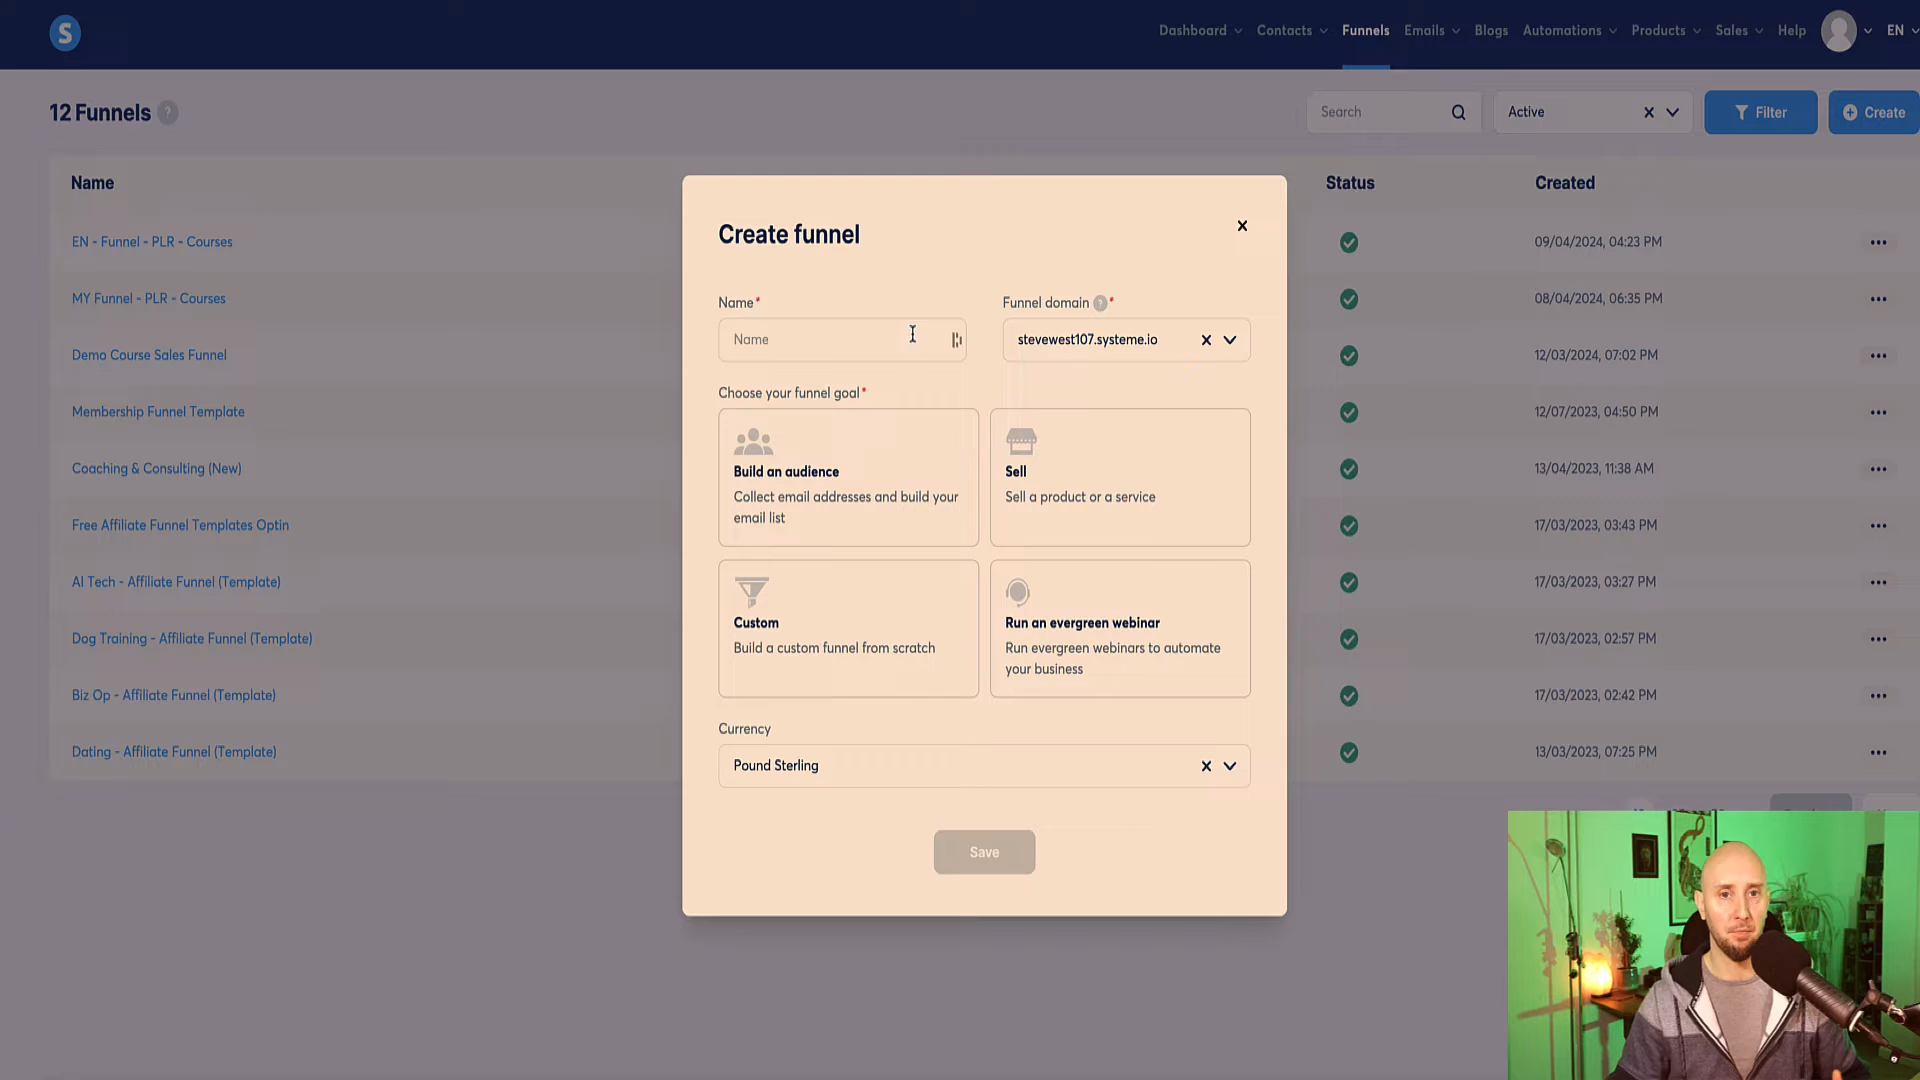 S
Dashboard Contacts Funnels Emails Blogs Automations Products Sales Help EN
12 Funnels ?
Search
Active
Filter
Create
Name Status Created
EN - Funnel - PLR - Courses 09/04/2024, 04:23 PM
MY Funnel - PLR - Courses 08/04/2024, 06:35 PM
Demo Course Sales Funnel 12/03/2024, 07:02 PM
Membership Funnel Template 12/07/2023, 04:50 PM
Coaching & Consulting (New) 13/04/2023, 11:38 AM
Free Affiliate Funnel Templates Optin 17/03/2023, 03:43 PM
AI Tech - Affiliate Funnel (Template) 17/03/2023, 03:27 PM
Dog Training - Affiliate Funnel (Template) 17/03/2023, 02:57 PM
Biz Op - Affiliate Funnel (Template) 17/03/2023, 02:42 PM
Dating - Affiliate Funnel (Template) 13/03/2023, 07:25 PM
Create funnel
Name*
Name
Funnel domain ? *
stevewest107.systeme.io
Choose your funnel goal*
Build an audience
Collect email addresses and build your
email list
Sell
Sell a product or a service
Custom
Build a custom funnel from scratch
Run an evergreen webinar
Run evergreen webinars to automate
your business
Currency
Pound Sterling
Save